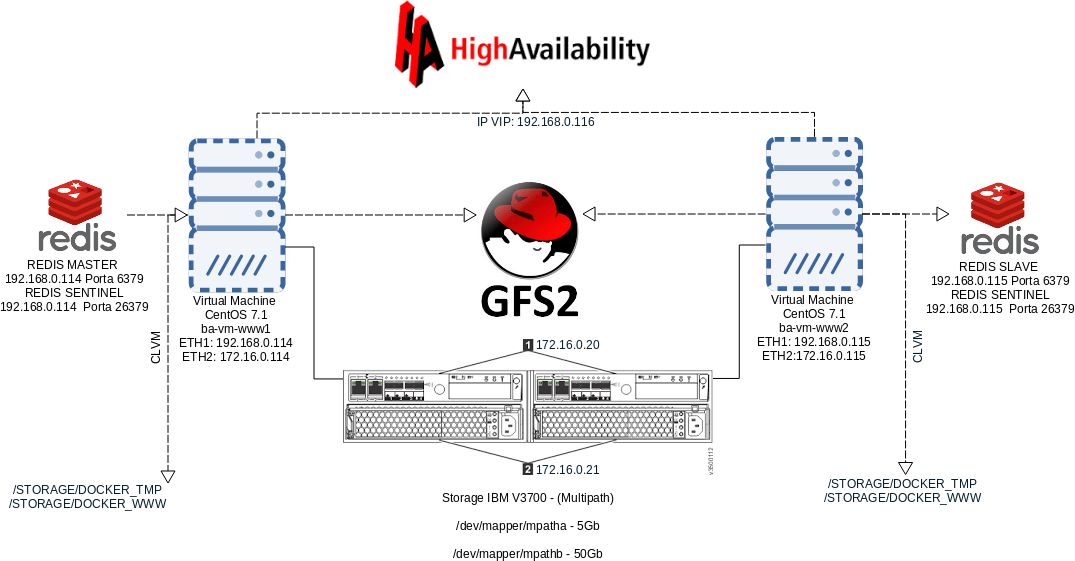 HA HighAvailability
IP VIP: 192.168.0.116
redis
REDIS MASTER
192.168.0.114 Porta 6379
REDIS SENTINEL
192.168.0.114 Porta 26379
Virtual Machine
CentOS 7.1
ba-vm-www1
ETH1: 192.168.0.114
ETH2: 172.16.0.114
GFS2
Virtual Machine
CentOS 7.1
ba-vm-www2
ETH1: 192.168.0.115
ETH2:172.16.0.115
redis
REDIS SLAVE
192.168.0.115 Porta 6379
REDIS SENTINEL
192.168.0.115 Porta 26379
CLVM
CLVM
1 172.16.0.20
2 172.16.0.21
v3500112
/STORAGE/DOCKER_TMP
/STORAGE/DOCKER_WWW
/STORAGE/DOCKER_TMP
/STORAGE/DOCKER_WWW
Storage IBM V3700 - (Multipath)
/dev/mapper/mpatha - 5Gb
/dev/mapper/mpathb - 50Gb